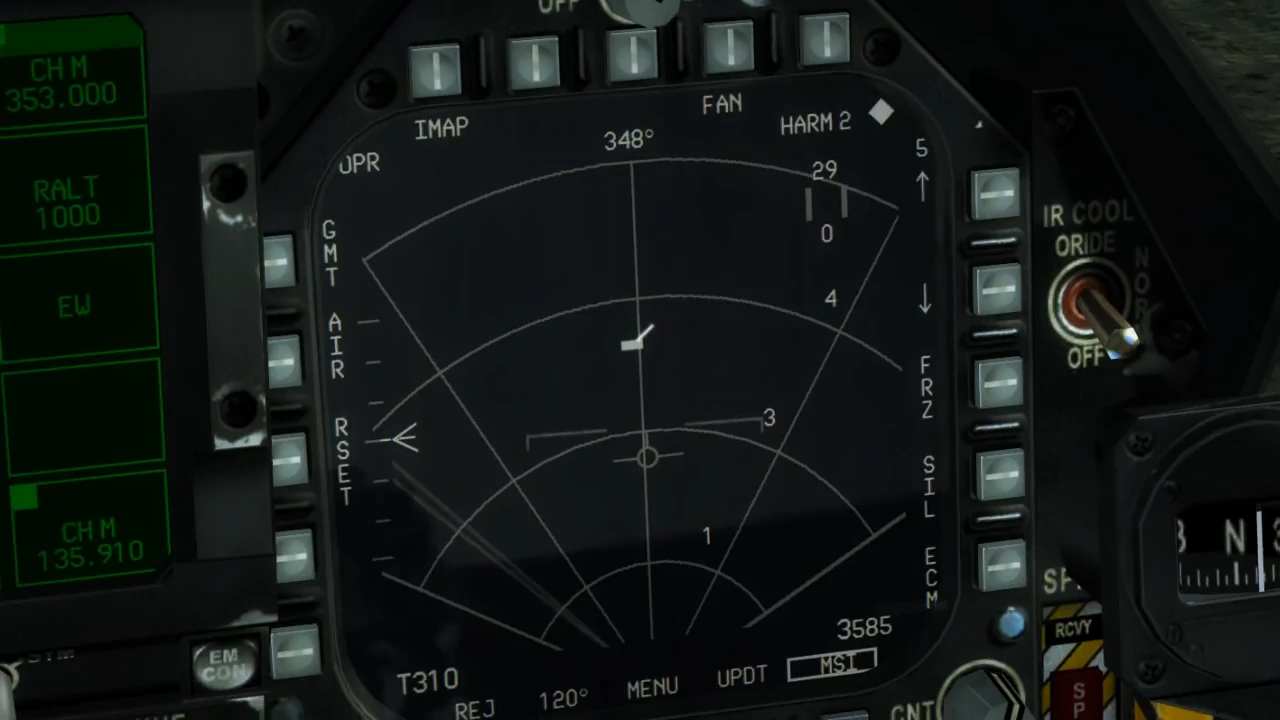 OFF
CH M
353.000
RALT
1000
EW
CH M
135.910
EM
CON
IMAP
348°
FAN
HARM 2
OPR
29
0
4
3
1
5
GMT
AIR
RSET
FRZ
SIL
ECM
T310
3585
REJ
120°
MENU
UPDT
MSI
IR COOL
ORIDE
NOR
OFF
N
RCVY
SP
CNT